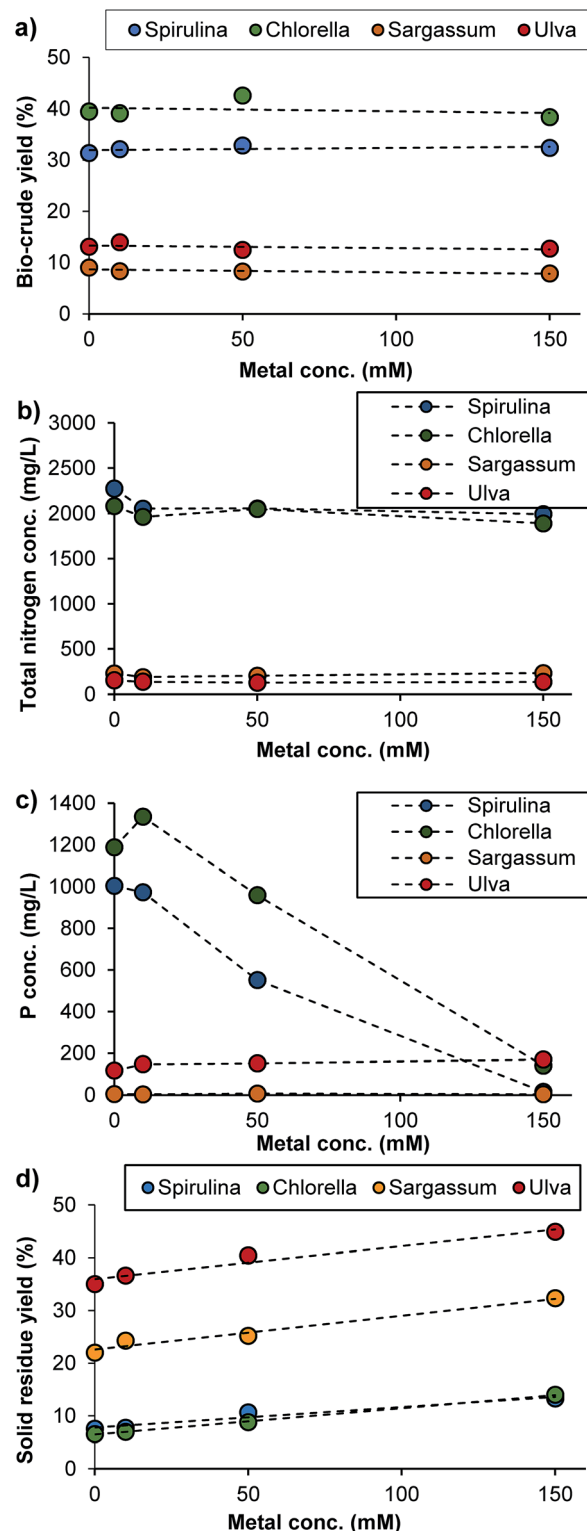 a)
Spirulina Chlorella Sargassum Ulva
50
40
30
20
10
0
Bio-crude yield (%)
0 50 100 150
Metal conc. (mM)
b)
Spirulina
Chlorella
Sargassum
Ulva
3000
2500
2000
1500
1000
500
0
Total nitrogen conc. (mg/L)
0 50 100 150
Metal conc. (mM)
c)
Spirulina
Chlorella
Sargassum
Ulva
1400
1200
1000
800
600
400
200
0
P conc. (mg/L)
0 50 100 150
Metal conc. (mM)
d)
Spirulina Chlorella Sargassum Ulva
50
40
30
20
10
0
Solid residue yield (%)
0 50 100 150
Metal conc. (mM)